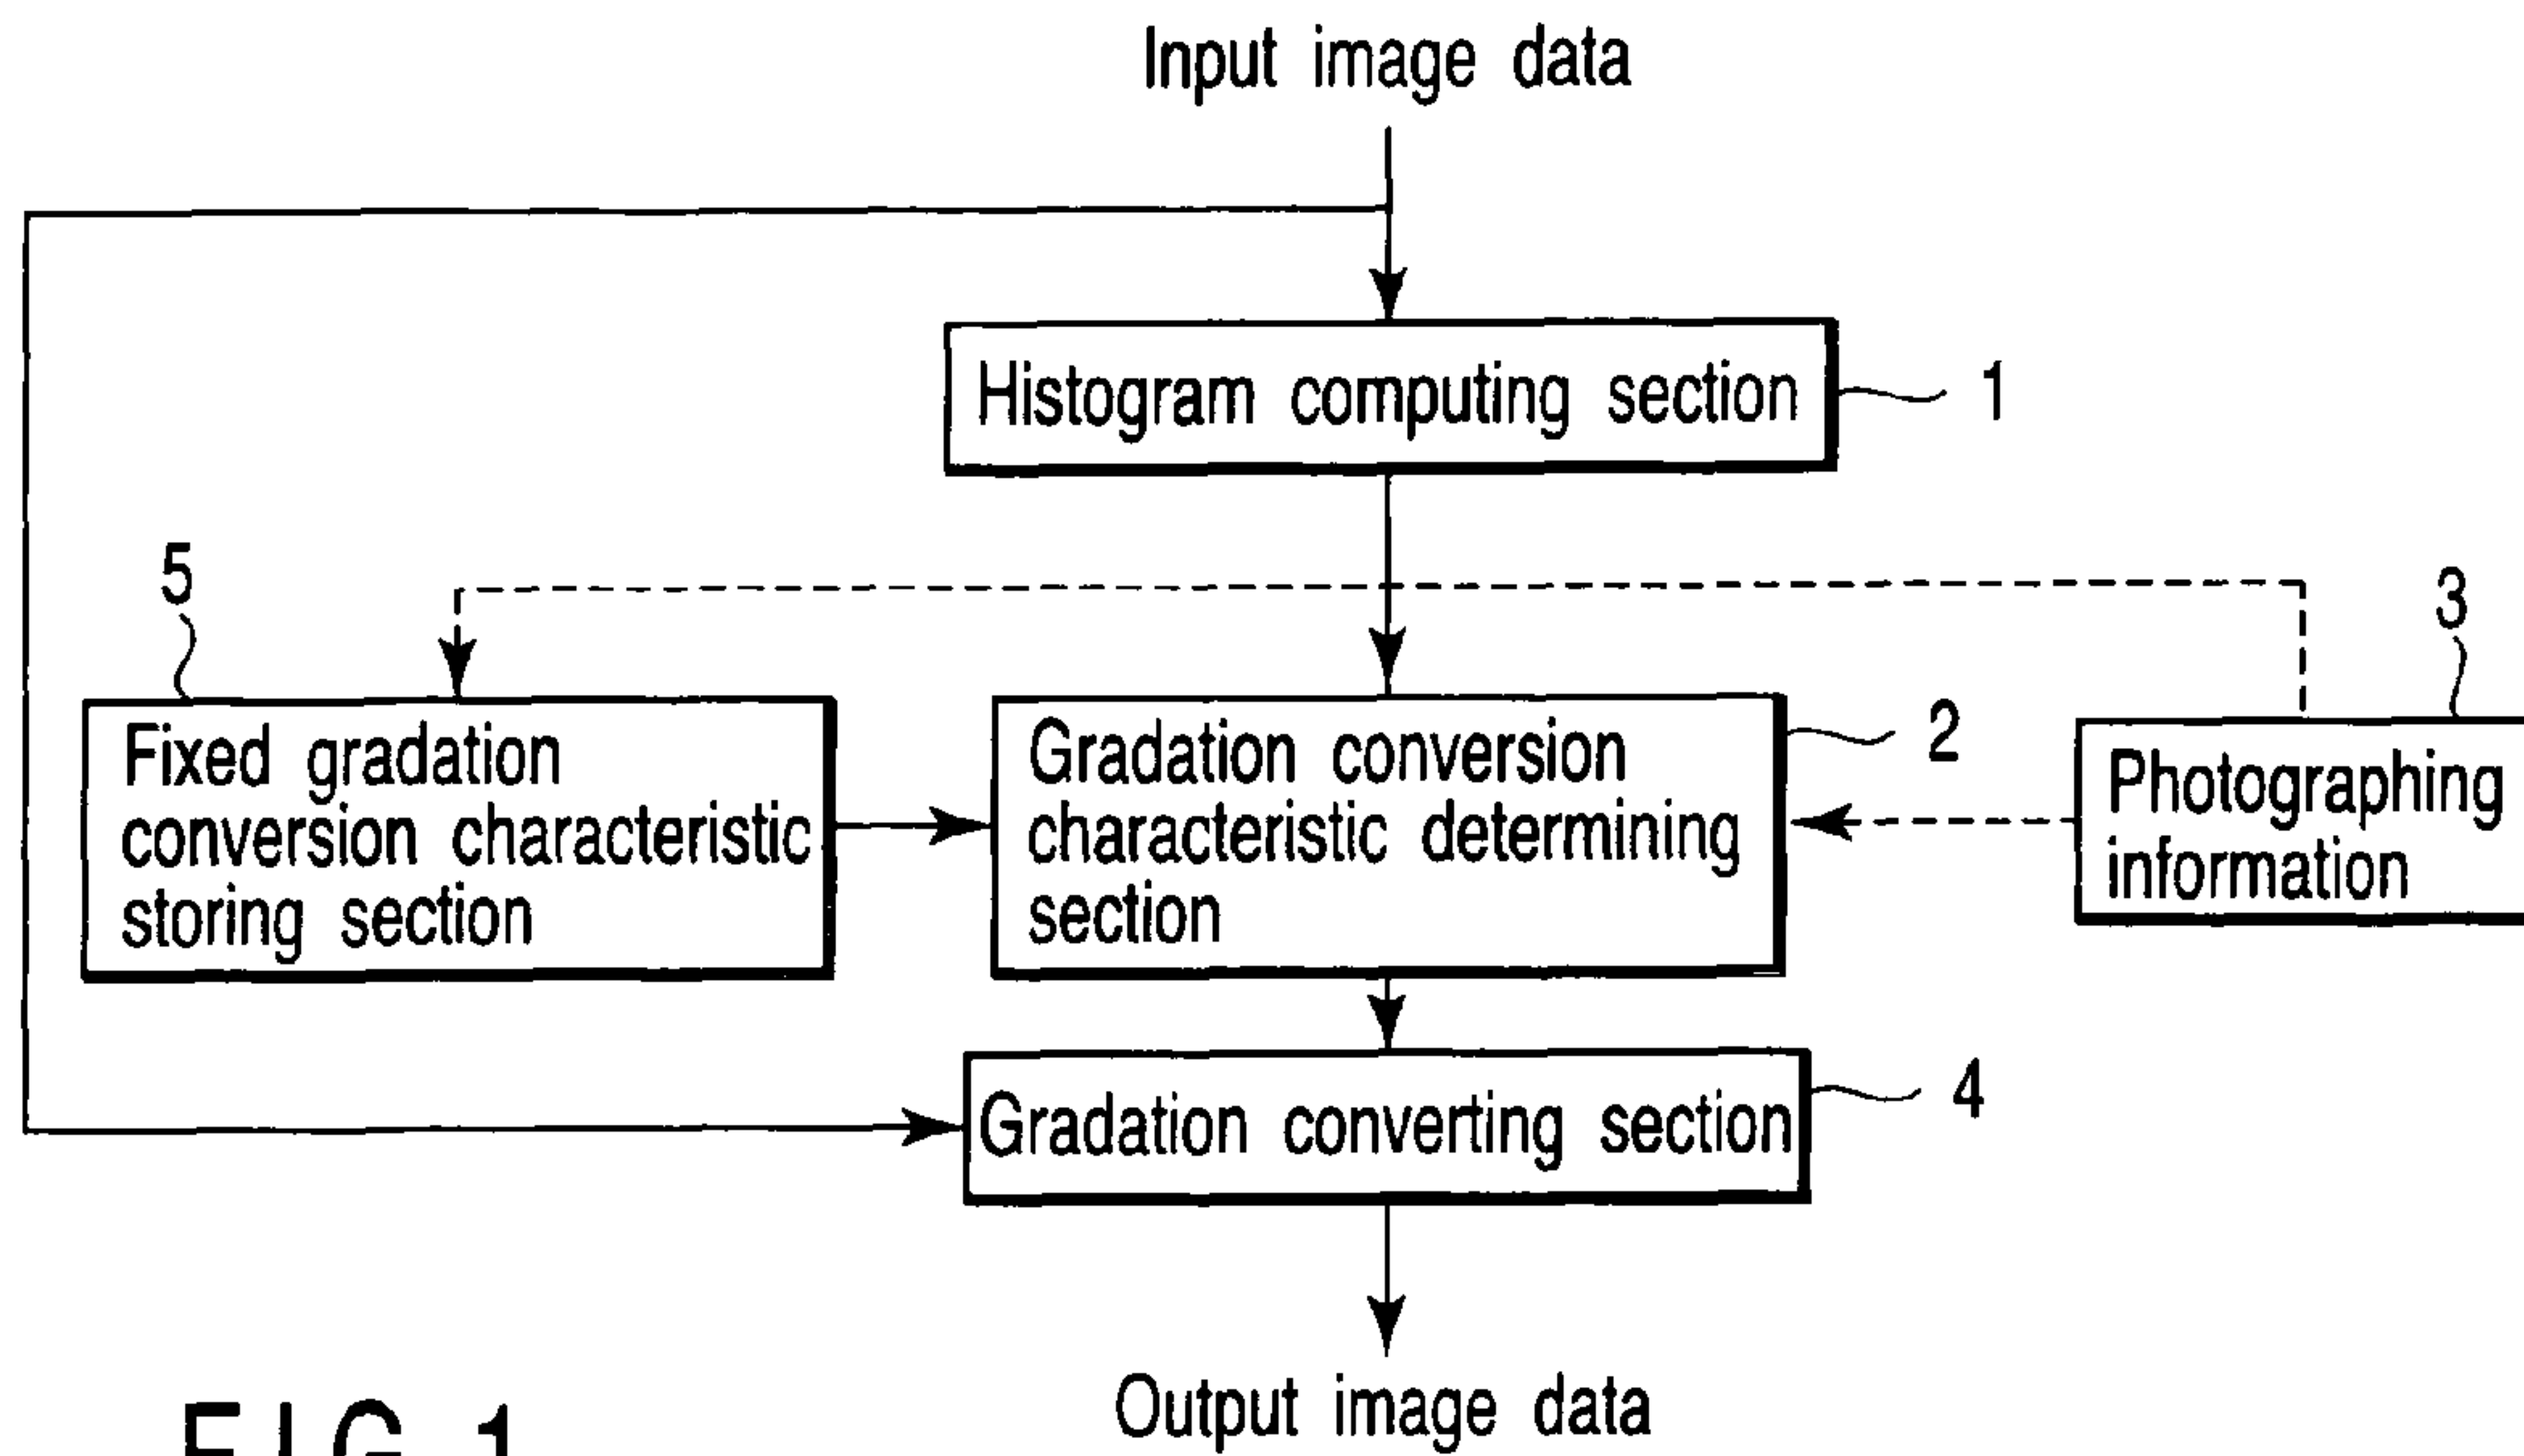 Input image data
Histogram computing section
1
5
3
Fixed gradation
conversion characteristic
storing section
Gradation conversion
characteristic determining
section
2
Photographing
information
Gradation converting section
4
Output image data
FIG.1